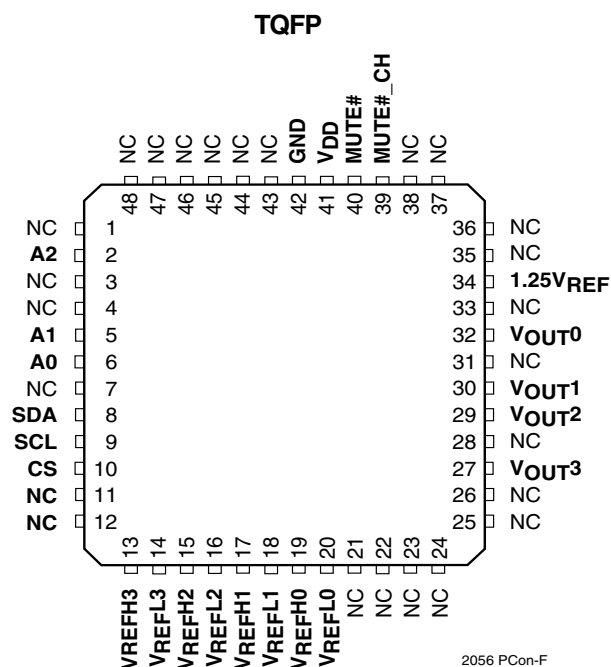 TQFP
NC NC NC NC NC NC GND VDD MUTE# MUTE#_CH NC NC
48 47 46 45 44 43 42 41 40 39 38 37
NC 1 36 NC
A2 2 35 NC
NC 3 34 1.25VREF
NC 4 33 NC
A1 5 32 VOUT0
A0 6 31 NC
NC 7 30 VOUT1
SDA 8 29 VOUT2
SCL 9 28 NC
CS 10 27 VOUT3
NC 11 26 NC
NC 12 25 NC
13 14 15 16 17 18 19 20 21 22 23 24
VREFH3 VREFL3 VREFH2 VREFL2 VREFH1 VREFL1 VREFH0 VREFL0 NC NC NC NC
2056 PCon-F